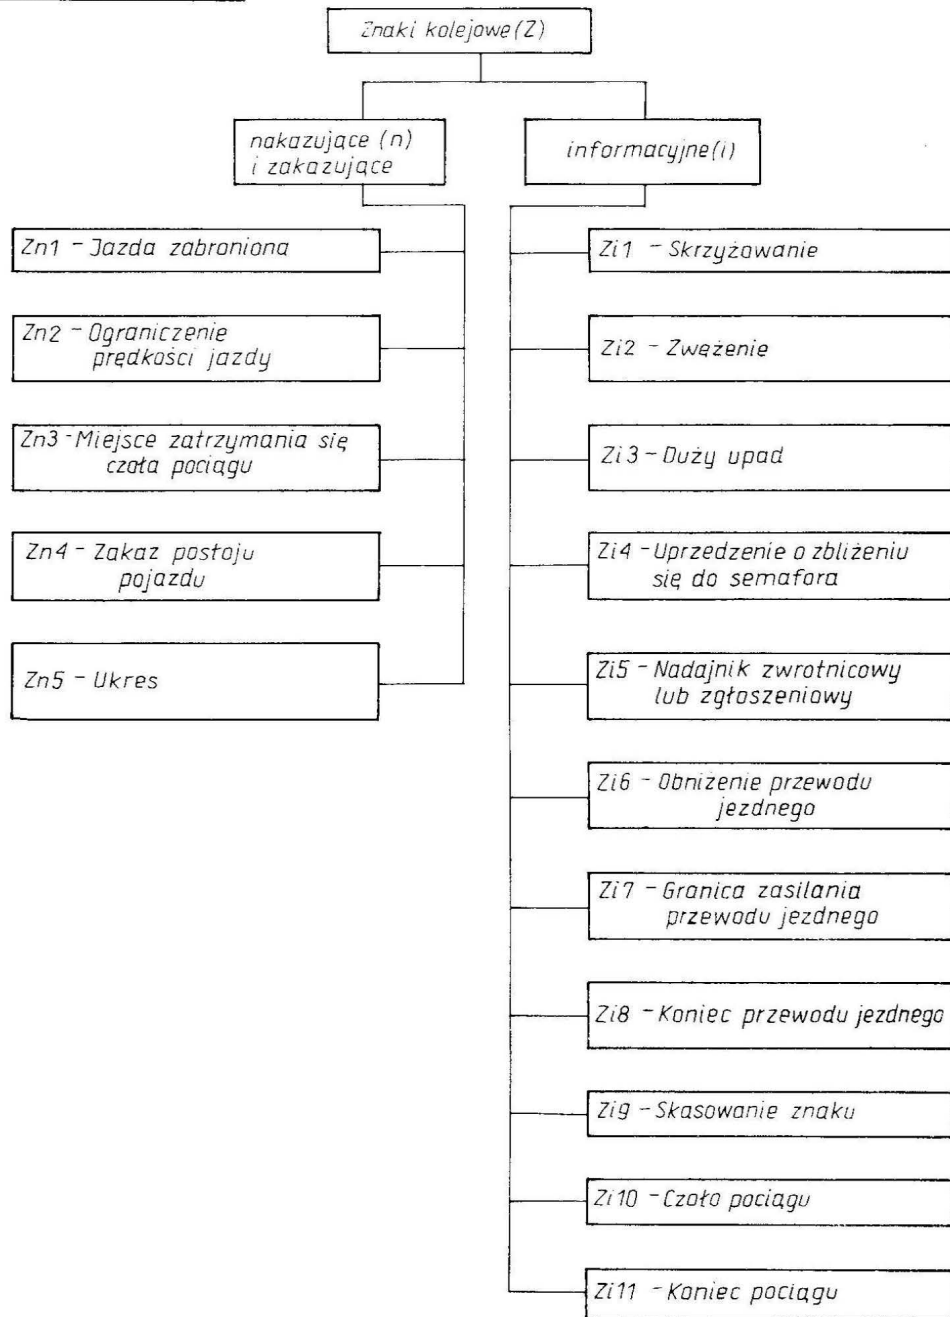 Znaki kolejowe (Z)
nakazujące (n)
i zakazujące
informacyjne (i)
Zn1 - Jazda zabroniona
Zn2 - Ograniczenie
prędkości jazdy
Zn3 - Miejsce zatrzymania się
czoła pociągu
Zn4 - Zakaz postoju
pojazdu
Zn5 - Ukres
Zi1 - Skrzyżowanie
Zi2 - Zwężenie
Zi3 - Duży upad
Zi4 - Uprzedzenie o zbliżeniu
się do semafora
Zi5 - Nadajnik zwrotnicowy
lub zgłoszeniowy
Zi6 - Obniżenie przewodu
jezdnego
Zi7 - Granica zasilania
przewodu jezdnego
Zi8 - Koniec przewodu jezdnego
Zi9 - Skasowanie znaku
Zi10 - Czoło pociągu
Zi11 - Koniec pociągu